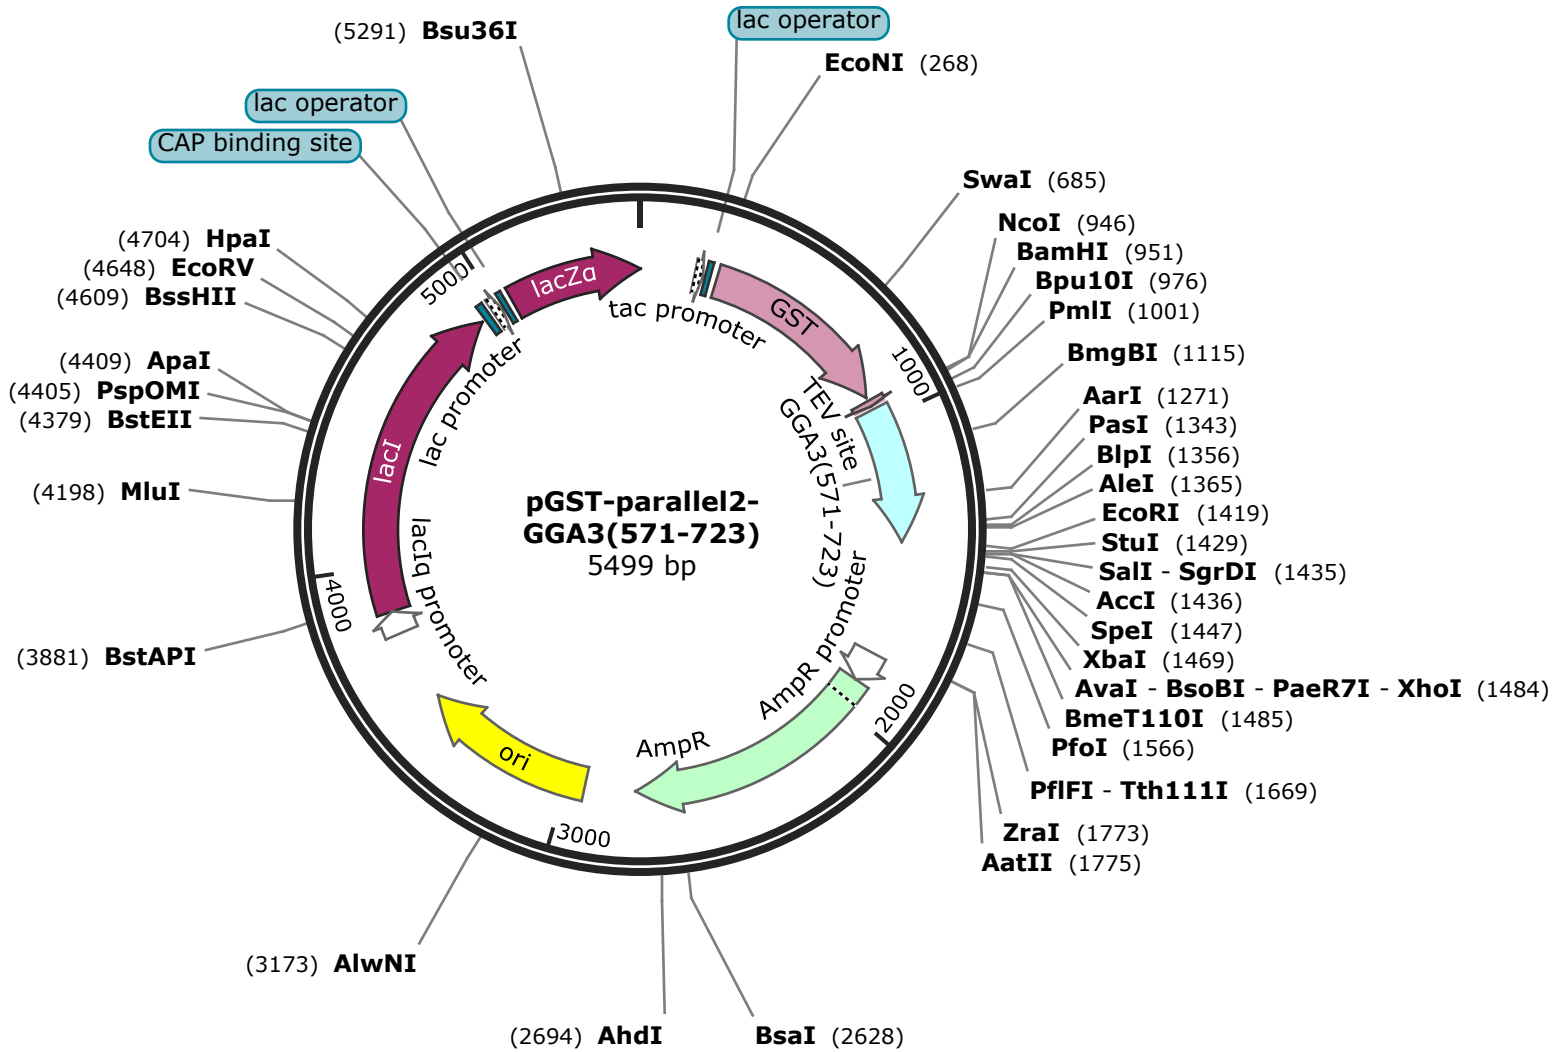 (5291) Bsu36I
lac operator
EcoNI (268)
lac operator
CAP binding site
SwaI (685)
NcoI (946)
BamHI (951)
Bpu10I (976)
PmlI (1001)
BmgBI (1115)
AarI (1271)
PasI (1343)
BlpI (1356)
AleI (1365)
EcoRI (1419)
StuI (1429)
SalI - SgrDI (1435)
AccI (1436)
SpeI (1447)
XbaI (1469)
AvaI - BsoBI - PaeR7I - XhoI (1484)
BmeT110I (1485)
PfoI (1566)
PflFI - Tth111I (1669)
ZraI (1773)
AatII (1775)
BsaI (2628)
(2694) AhdI
(3173) AlwNI
(3881) BstAPI
(4198) MluI
(4379) BstEII
(4405) PspOMI
(4409) ApaI
(4609) BssHII
(4648) EcoRV
(4704) HpaI
1000
2000
3000
4000
5000
lacZα
tac promoter
GST
TEV site
GGA3(571-723)
AmpR promoter
AmpR
ori
lacIq promoter
lacI
lac promoter
pGST-parallel2-
GGA3(571-723)
5499 bp